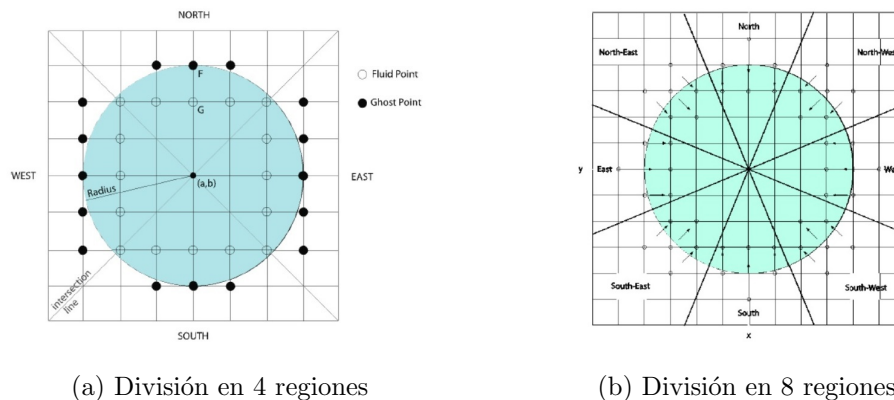 NORTH
F
G
Fluid Point
Ghost Point
WEST
EAST
(a,b)
Radius
intersection
line
SOUTH
North
North-East
North-West
y
East
South-East
South-West
South
x
(a) División en 4 regiones
(b) División en 8 regiones